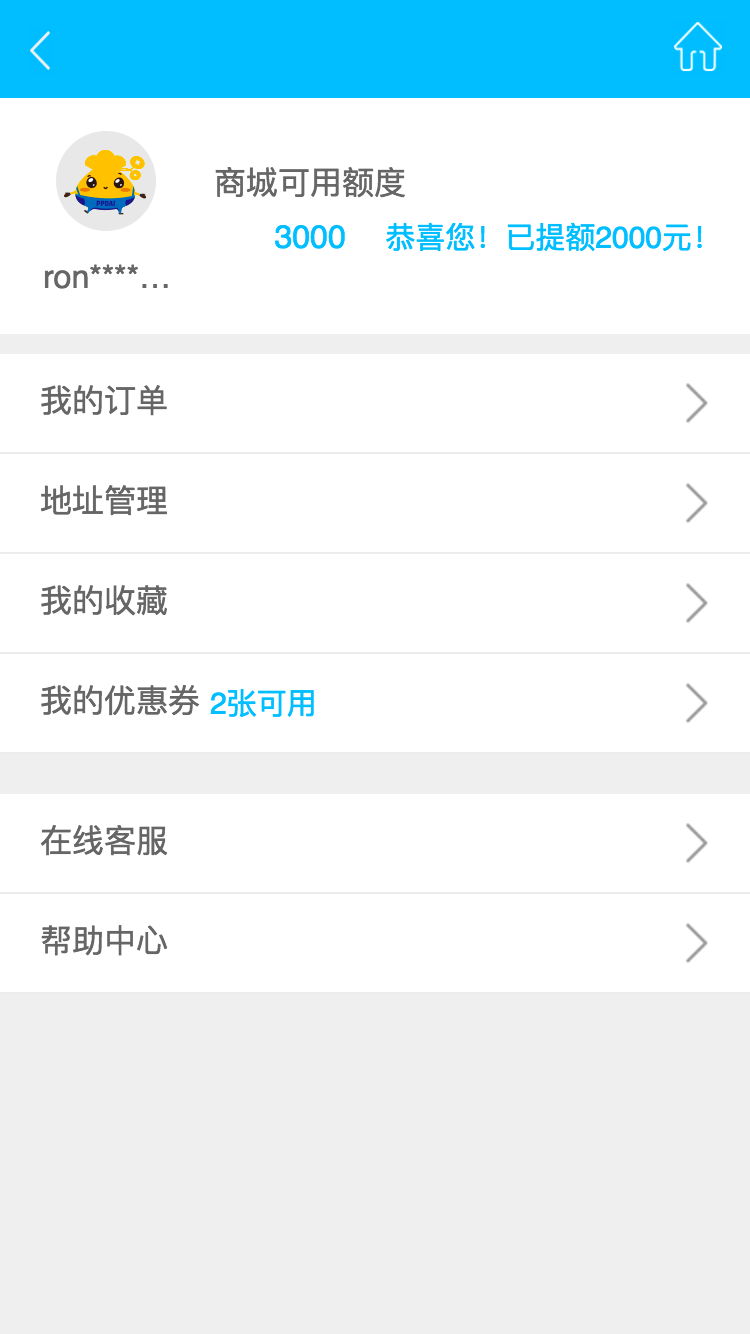 商城可用额度
3000 恭喜您！已提额2000元！
ron****...
我的订单
地址管理
我的收藏
我的优惠券 2张可用
在线客服
帮助中心